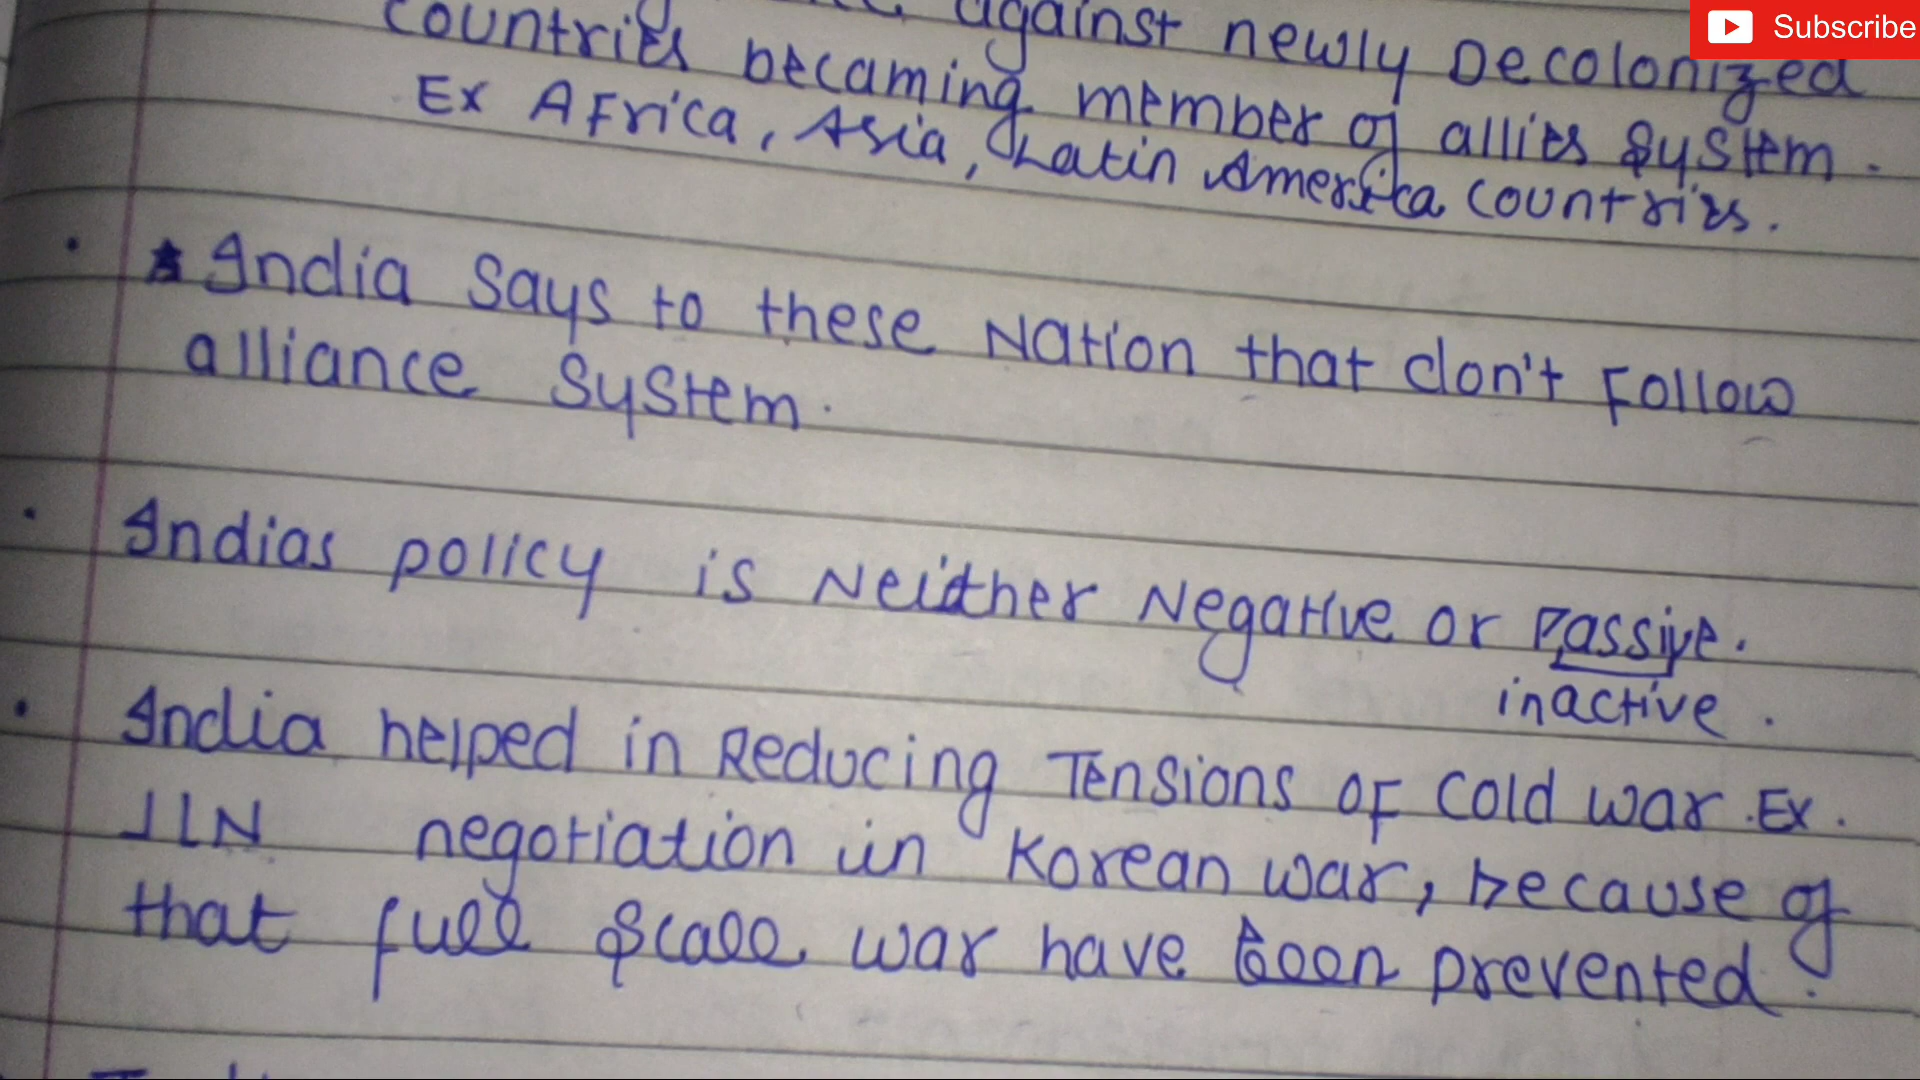 against newly Decolonized
Subscribe
countries becaming member of allies System.
Ex Africa, Asia, Latin America countries.
India Says to these Nation that don't Follow
alliance System.
Indias policy is Neither Negative or Passive.
inactive.
India helped in Reducing Tensions of Cold war. Ex.
JLN negotiation in Korean war, because of
that full Scale war have been prevented.